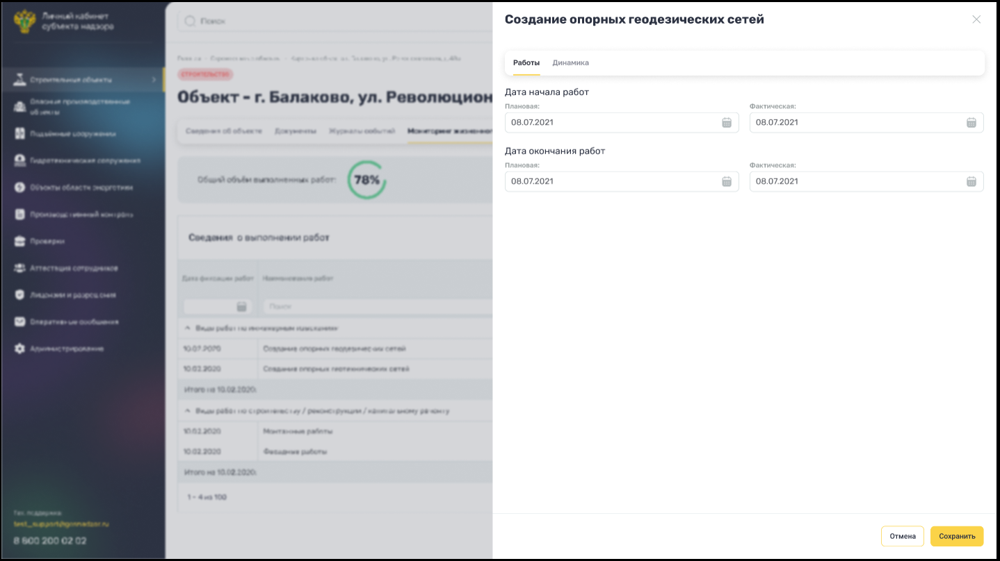 Личный кабинет
субъекта надзора
Строительные объекты
Опасные производственные
объекты
Подъёмные сооружения
Гидротехнические сооружения
Объекты области энергетики
Производственный контроль
Проверки
Аттестация сотрудников
Лицензии и разрешения
Оперативные сообщения
Администрирование
Тех. поддержка:
8 800 200 02 02
Поиск
СТРОИТЕЛЬСТВО
Объект – г. Балаково, ул. Революцион
Сведения об объекте Документы Журналы событий Мониторинг жизненног
Общий объём выполненных работ: 78%
Сведения о выполнении работ
Дата фиксации работ Наименование работ
Поиск
Виды работ по инженерным изысканиям
10.02.2020 Создание опорных геодезических сетей
10.02.2020 Создание опорных геотехнических сетей
Итого на 10.02.2020:
Виды работ по строительству / реконструкции / капитальному ремонту
10.02.2020 Монтажные работы
10.02.2020 Фасадные работы
Итого на 10.02.2020:
1 – 4 из 100
Создание опорных геодезических сетей
Работы Динамика
Дата начала работ
Плановая: Фактическая:
08.07.2021 08.07.2021
Дата окончания работ
Плановая: Фактическая:
08.07.2021 08.07.2021
Отмена Сохранить